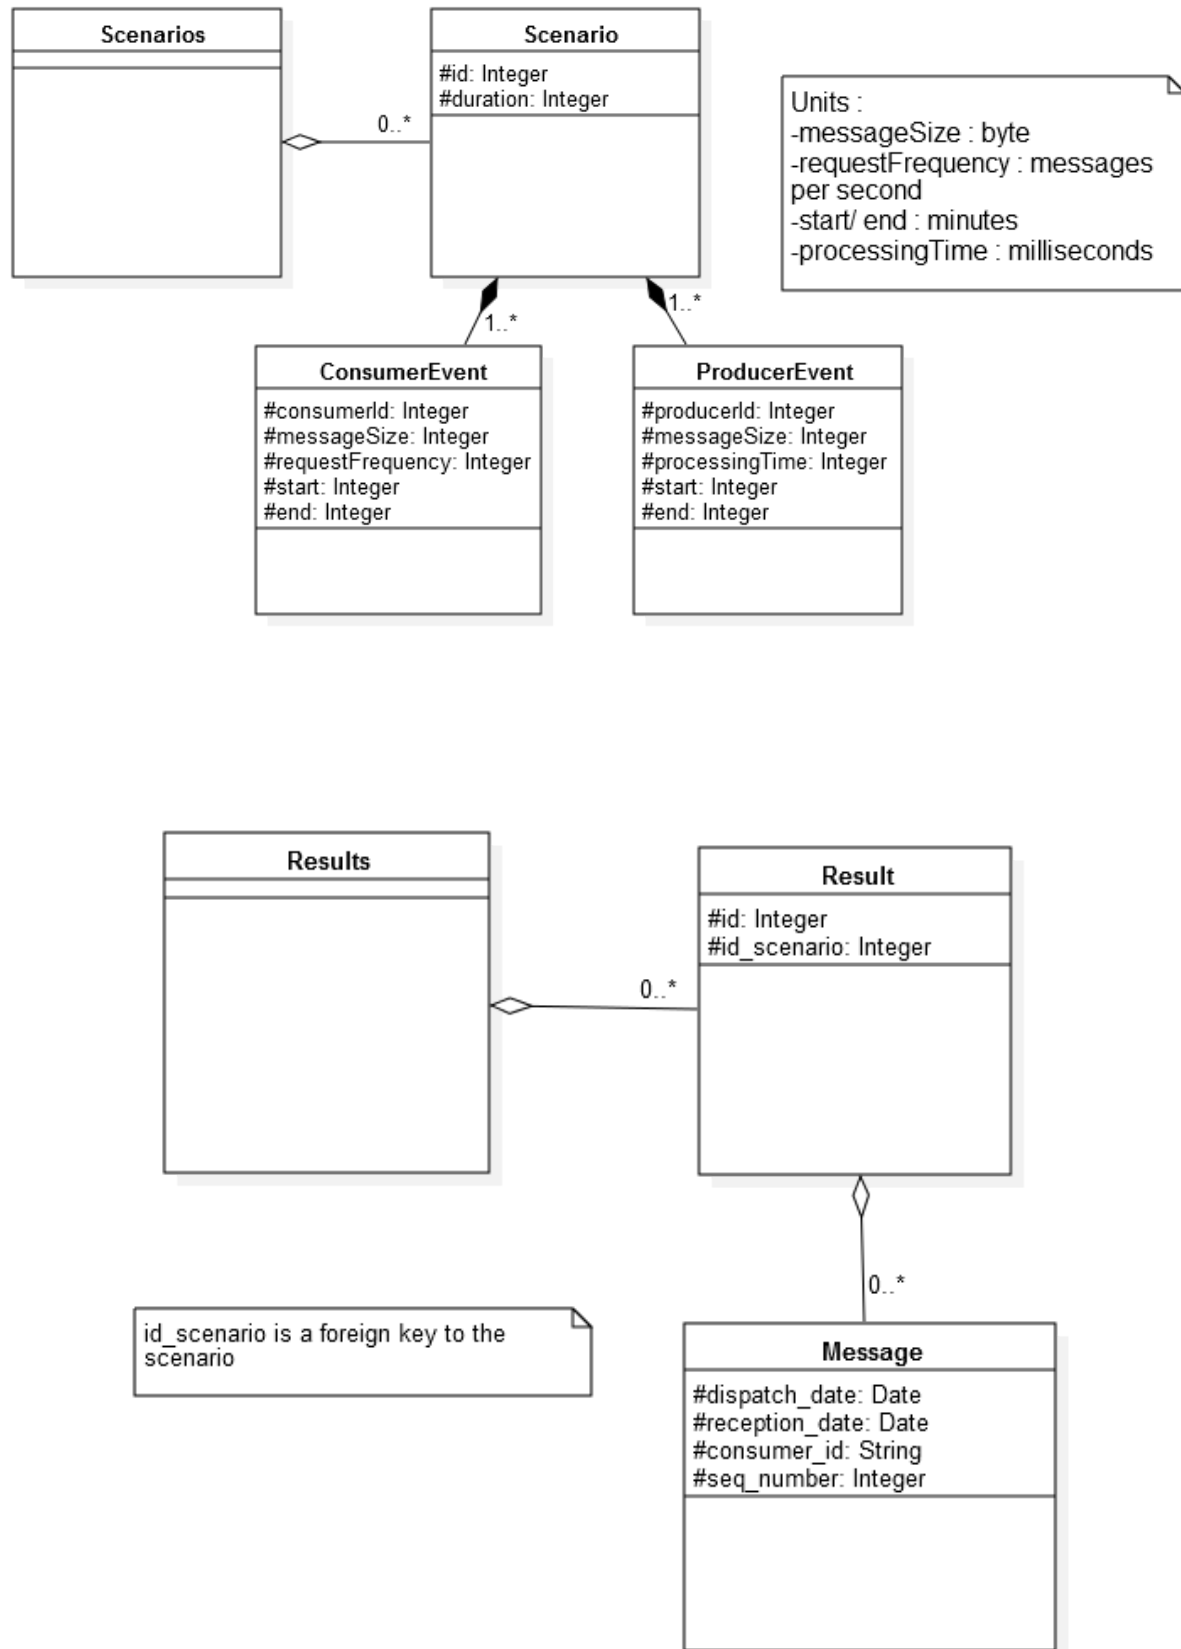 Scenarios
Scenario
#id: Integer
#duration: Integer
0..*
Units :
-messageSize : byte
-requestFrequency : messages
per second
-start/ end : minutes
-processingTime : milliseconds
1..*
1..*
ConsumerEvent
#consumerId: Integer
#messageSize: Integer
#requestFrequency: Integer
#start: Integer
#end: Integer
ProducerEvent
#producerId: Integer
#messageSize: Integer
#processingTime: Integer
#start: Integer
#end: Integer
Results
Result
#id: Integer
#id_scenario: Integer
0..*
0..*
id_scenario is a foreign key to the
scenario
Message
#dispatch_date: Date
#reception_date: Date
#consumer_id: String
#seq_number: Integer